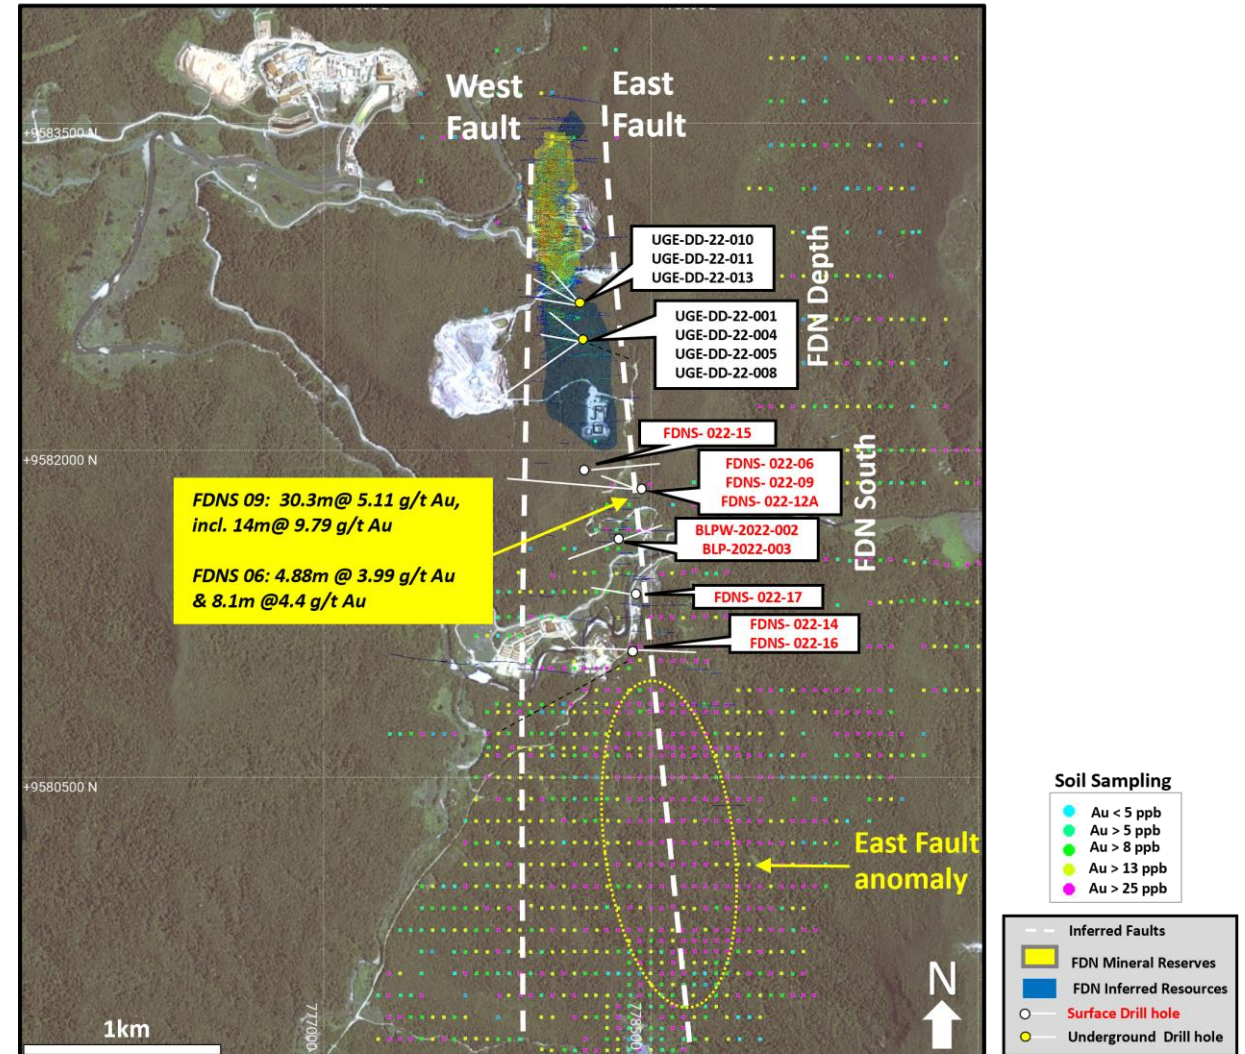 West
Fault
East
Fault
+9583500 N
UGE-DD-22-010
UGE-DD-22-011
UGE-DD-22-013
UGE-DD-22-001
UGE-DD-22-004
UGE-DD-22-005
UGE-DD-22-008
FDN Depth
FDNS- 022-15
+9582000 N
FDNS- 022-06
FDNS- 022-09
FDNS- 022-12A
FDN South
FDNS 09: 30.3m@ 5.11 g/t Au,
incl. 14m@ 9.79 g/t Au
FDNS 06: 4.88m @ 3.99 g/t Au
& 8.1m @4.4 g/t Au
BLPW-2022-002
BLP-2022-003
FDNS- 022-17
FDNS- 022-14
FDNS- 022-16
+9580500 N
East Fault
anomaly
N
777000
778500
1km
Soil Sampling
Au < 5 ppb
Au > 5 ppb
Au > 8 ppb
Au > 13 ppb
Au > 25 ppb
Inferred Faults
FDN Mineral Reserves
FDN Inferred Resources
Surface Drill hole
Underground Drill hole